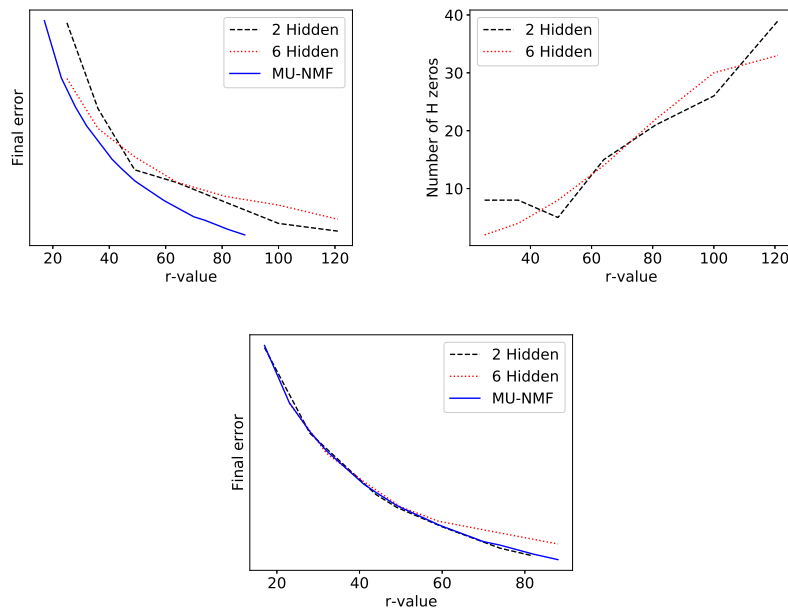 2 Hidden
6 Hidden
MU-NMF
Final error
20 40 60 80 100 120
r-value
2 Hidden
6 Hidden
Number of H zeros
40
30
20
10
40 60 80 100 120
r-value
2 Hidden
6 Hidden
MU-NMF
Final error
20 40 60 80
r-value